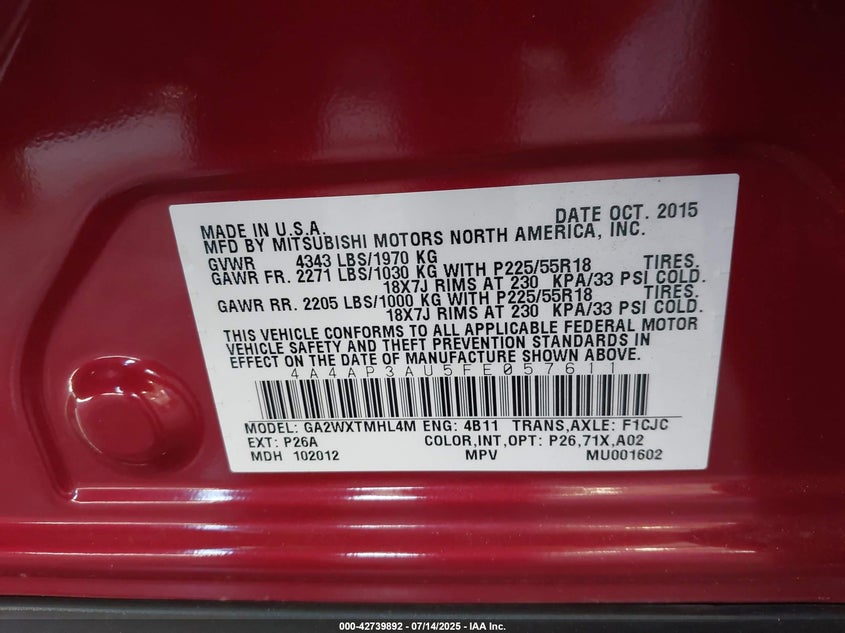 MADE IN U.S.A. DATE OCT. 2015
MFD BY MITSUBISHI MOTORS NORTH AMERICA, INC.
GVWR 4343 LBS/1970 KG
GAWR FR. 2271 LBS/1030 KG WITH P225/55R18 TIRES.
18X7J RIMS AT 230 KPA/33 PSI COLD.
GAWR RR. 2205 LBS/1000 KG WITH P225/55R18 TIRES.
18X7J RIMS AT 230 KPA/33 PSI COLD.
THIS VEHICLE CONFORMS TO ALL APPLICABLE FEDERAL MOTOR
VEHICLE SAFETY AND THEFT PREVENTION STANDARDS IN
EFFECT ON THE DATE OF MANUFACTURE SHOWN ABOVE.
4A4AP3AU5FE057611
MODEL: GA2WXTMHL4M ENG: 4B11 TRANS,AXLE: F1CJC
EXT: P26A COLOR,INT,OPT: P26,71X,A02
MDH 102012 MPV MU001602
000-42739892 - 07/14/2025 - IAA Inc.